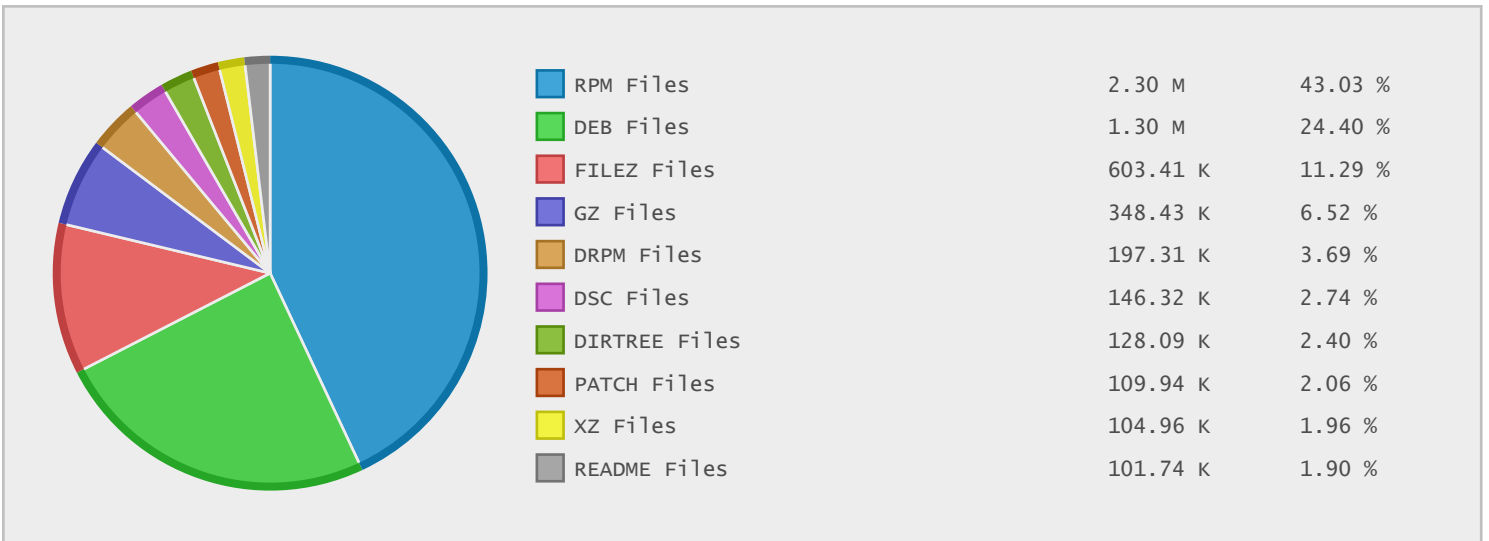 RPM Files 2.30 M 43.03 %
DEB Files 1.30 M 24.40 %
FILEZ Files 603.41 K 11.29 %
GZ Files 348.43 K 6.52 %
DRPM Files 197.31 K 3.69 %
DSC Files 146.32 K 2.74 %
DIRTREE Files 128.09 K 2.40 %
PATCH Files 109.94 K 2.06 %
XZ Files 104.96 K 1.96 %
README Files 101.74 K 1.90 %